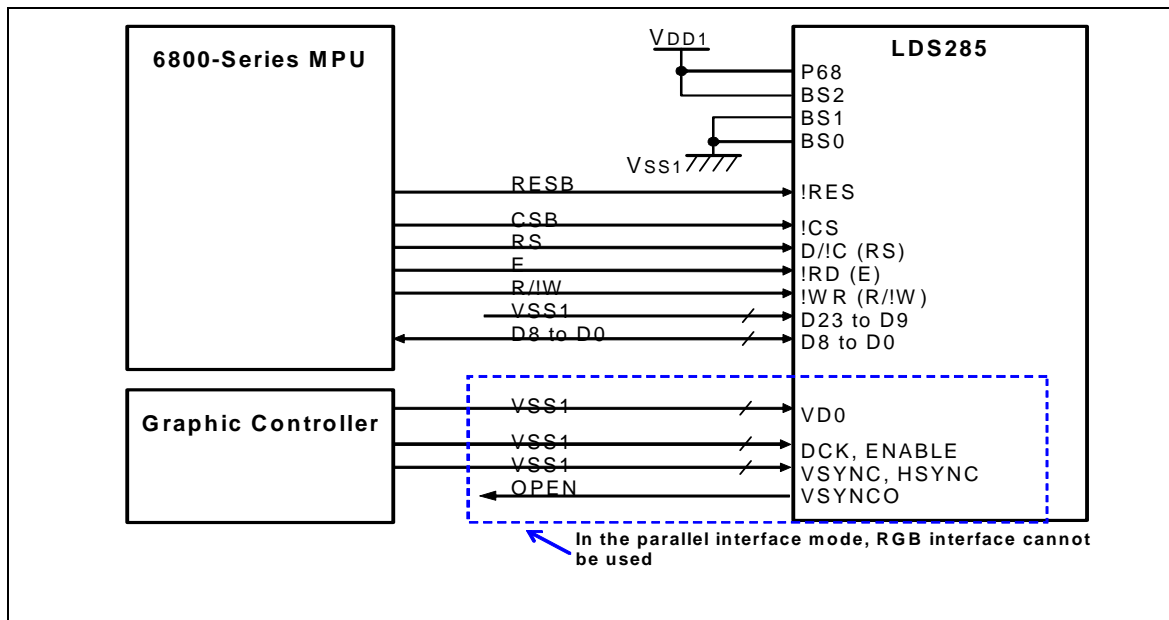 6800-Series MPU
VDD1
LDS285
P68
BS2
BS1
BS0
VSS1
RESB
!RES
CSB
!CS
RS
D/!C (RS)
E
!RD (E)
R/!W
!WR (R/!W)
VSS1
D23 to D9
D8 to D0
D8 to D0
Graphic Controller
VSS1
VD0
VSS1
DCK, ENABLE
VSS1
VSYNC, HSYNC
OPEN
VSYNCO
In the parallel interface mode, RGB interface cannot
be used